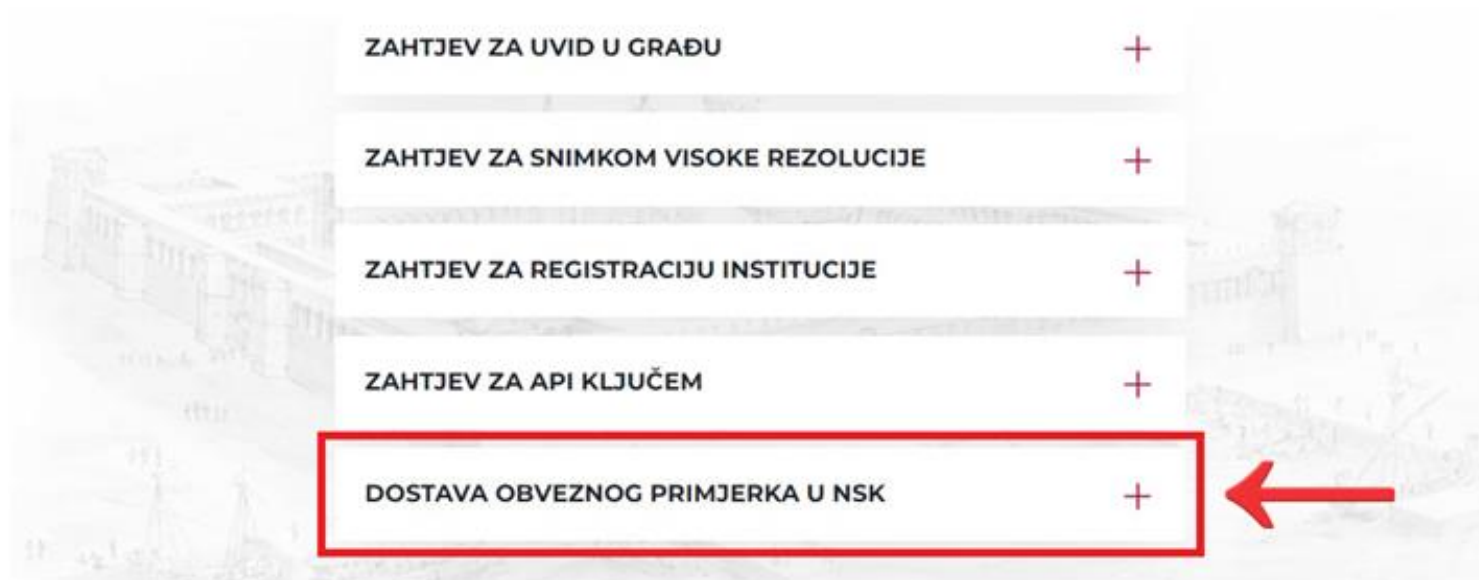 ZAHTJEV ZA UVID U GRAĐU
ZAHTJEV ZA SNIMKOM VISOKE REZOLUCIJE
ZAHTJEV ZA REGISTRACIJU INSTITUCIJE
ZAHTJEV ZA API KLJUČEM
DOSTAVA OBVEZNOG PRIMJERKA U NSK